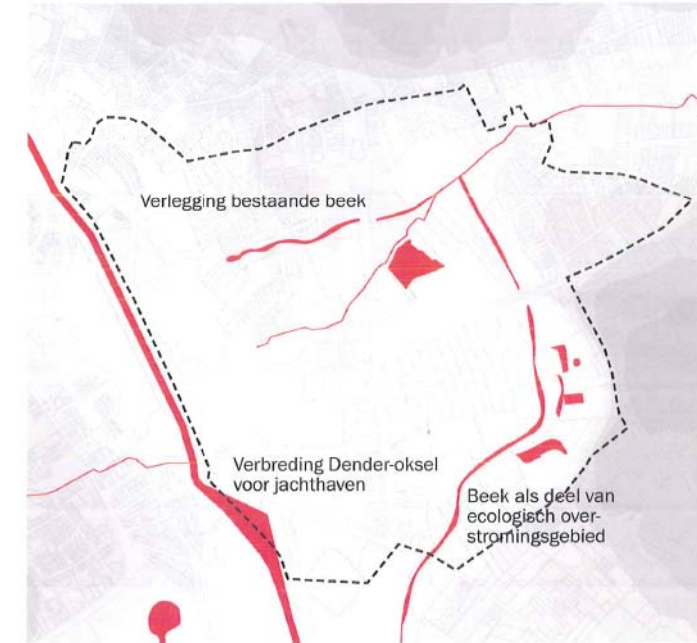 Verlegging bestaande beek
Verbreding Dender-oksel
voor jachthaven
Beek als deel van
ecologisch over-
stromingsgebied